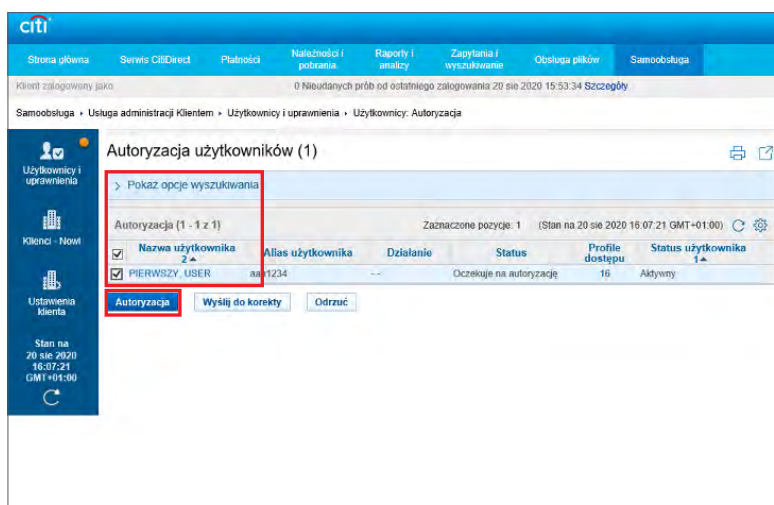 citi
Strona główna Serwis CitiDirect Płatności Należności i pobrania Raporty i analizy Zapytania i wyszukiwanie Obsługa plików Samoobsługa
Klient zalogowany jako 0 Nieudanych prób od ostatniego zalogowania 20 sie 2020 15:53:34 Szczegóły
Samoobsługa Usługa administracji Klientem Użytkownicy i uprawnienia Użytkownicy: Autoryzacja
Użytkownicy i uprawnienia
Klienci - Nowi
Ustawienia klienta
Stan na
20 sie 2020
16:07:21
GMT+01:00
Autoryzacja użytkowników (1)
> Pokaż opcje wyszukiwania
Autoryzacja (1 - 1 z 1) Zaznaczone pozycje: 1 (Stan na 20 sie 2020 16:07:21 GMT+01:00)
Nazwa użytkownika 2 Alias użytkownika Działanie Status Profile dostępu Status użytkownika 1
PIERWSZY_USER aaa1234 -- Oczekuje na autoryzację 16 Aktywny
Autoryzacja Wyślij do korekty Odrzuć